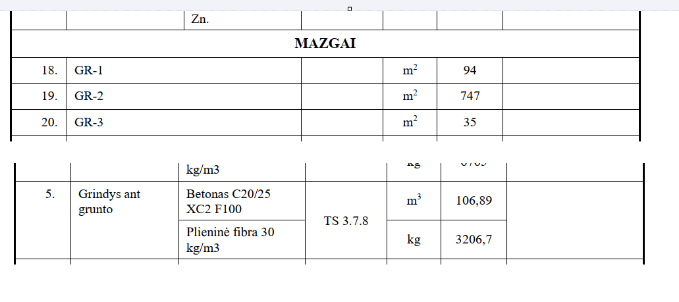 Zn.
MAZGAI
18. GR-1 m² 94
19. GR-2 m² 747
20. GR-3 m² 35
kg/m3
5. Grindys ant grunto
Betonas C20/25
XC2 F100
m³ 106,89
TS 3.7.8
Plieninė fibra 30
kg/m3
kg 3206,7